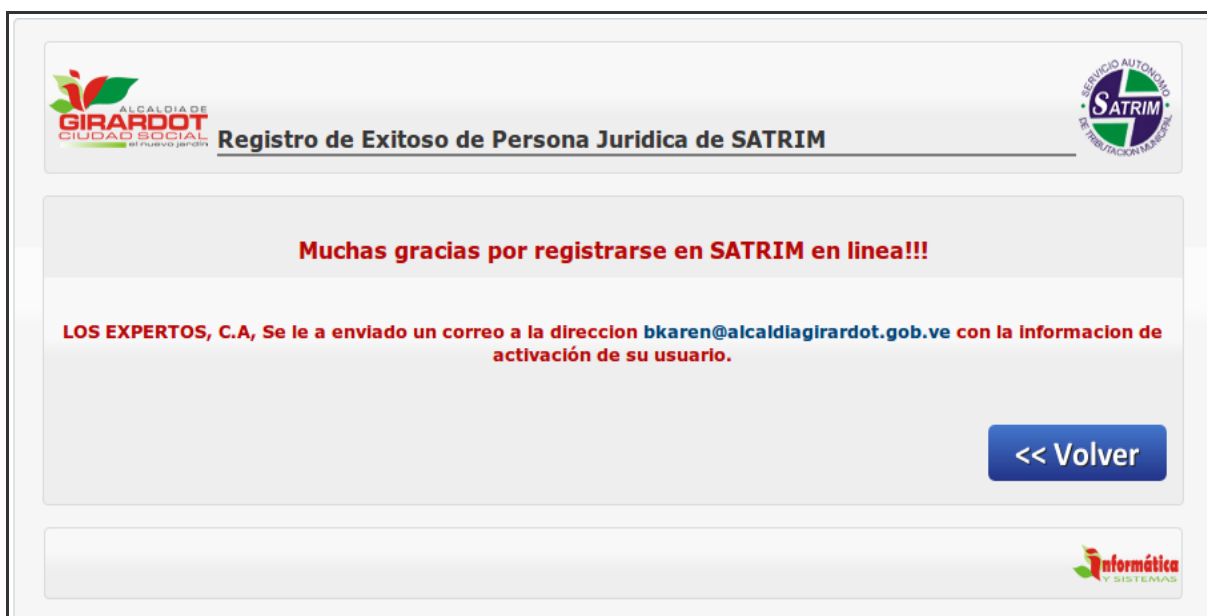 ALCALDIA DE
GIRARDOT
CIUDAD SOCIAL
el nuevo jardín
Registro de Exitoso de Persona Juridica de SATRIM
SERVICIO AUTONOMO
SATRIM
DE TRIBUTACION MUNICIPAL
Muchas gracias por registrarse en SATRIM en linea!!!
LOS EXPERTOS, C.A, Se le a enviado un correo a la direccion bkaren@alcaldiagirardot.gob.ve con la informacion de
activación de su usuario.
<< Volver
Informática
Y SISTEMAS